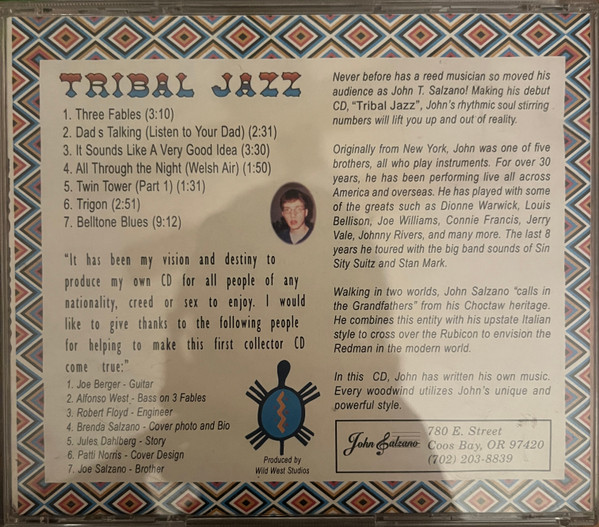 TRIBAL JAZZ
1. Three Fables (3:10)
2. Dad s Talking (Listen to Your Dad) (2:31)
3. It Sounds Like A Very Good Idea (3:30)
4. All Through the Night (Welsh Air) (1:50)
5. Twin Tower (Part 1) (1:31)
6. Trigon (2:51)
7. Belltone Blues (9:12)
"It has been my vision and destiny to
produce my own CD for all people of any
nationality, creed or sex to enjoy. I would
like to give thanks to the following people
for helping to make this first collector CD
come true:"
1. Joe Berger - Guitar
2. Alfonso West - Bass on 3 Fables
3. Robert Floyd - Engineer
4. Brenda Salzano - Cover photo and Bio
5. Jules Dahlberg - Story
6. Patti Norris - Cover Design
7. Joe Salzano - Brother
Produced by
Wild West Studios
Never before has a reed musician so moved his
audience as John T. Salzano! Making his debut
CD, "Tribal Jazz", John's rhythmic soul stirring
numbers will lift you up and out of reality.
Originally from New York, John was one of five
brothers, all who play instruments. For over 30
years, he has been performing live all across
America and overseas. He has played with some
of the greats such as Dionne Warwick, Louis
Bellison, Joe Williams, Connie Francis, Jerry
Vale, Johnny Rivers, and many more. The last 8
years he toured with the big band sounds of Sin
Sity Suitz and Stan Mark.
Walking in two worlds, John Salzano "calls in
the Grandfathers" from his Choctaw heritage.
He combines this entity with his upstate Italian
style to cross over the Rubicon to envision the
Redman in the modern world.
In this CD, John has written his own music.
Every woodwind utilizes John's unique and
powerful style.
John Salzano
780 E. Street
Coos Bay, OR 97420
(702) 203-8839